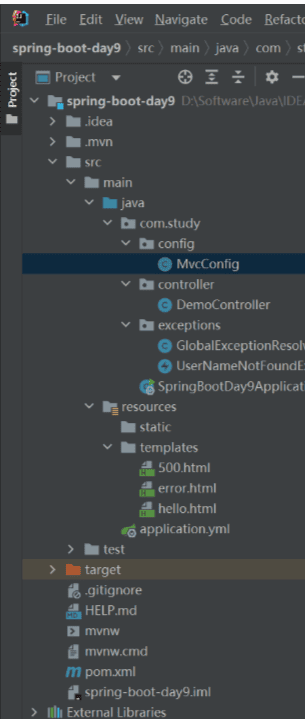 File Edit View Navigate Code Refacto
spring-boot-day9 src main java com st
Project
Project
spring-boot-day9 D:\Software\Java\IDE
.idea
.mvn
src
main
java
com.study
config
MvcConfig
controller
DemoController
exceptions
GlobalExceptionResolv
UserNameNotFoundEx
SpringBootDay9Applicat
resources
static
templates
500.html
error.html
hello.html
application.yml
test
target
.gitignore
HELP.md
mvnw
mvnw.cmd
pom.xml
spring-boot-day9.iml
External Libraries